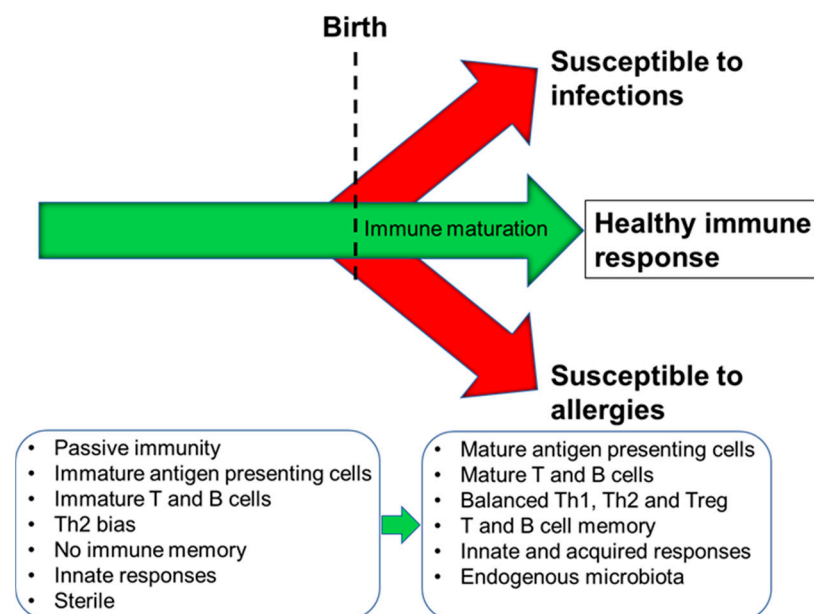 Birth
Susceptible to
infections
Immune maturation
Healthy immune
response
Susceptible to
allergies
• Passive immunity
• Immature antigen presenting cells
• Immature T and B cells
• Th2 bias
• No immune memory
• Innate responses
• Sterile
• Mature antigen presenting cells
• Mature T and B cells
• Balanced Th1, Th2 and Treg
• T and B cell memory
• Innate and acquired responses
• Endogenous microbiota